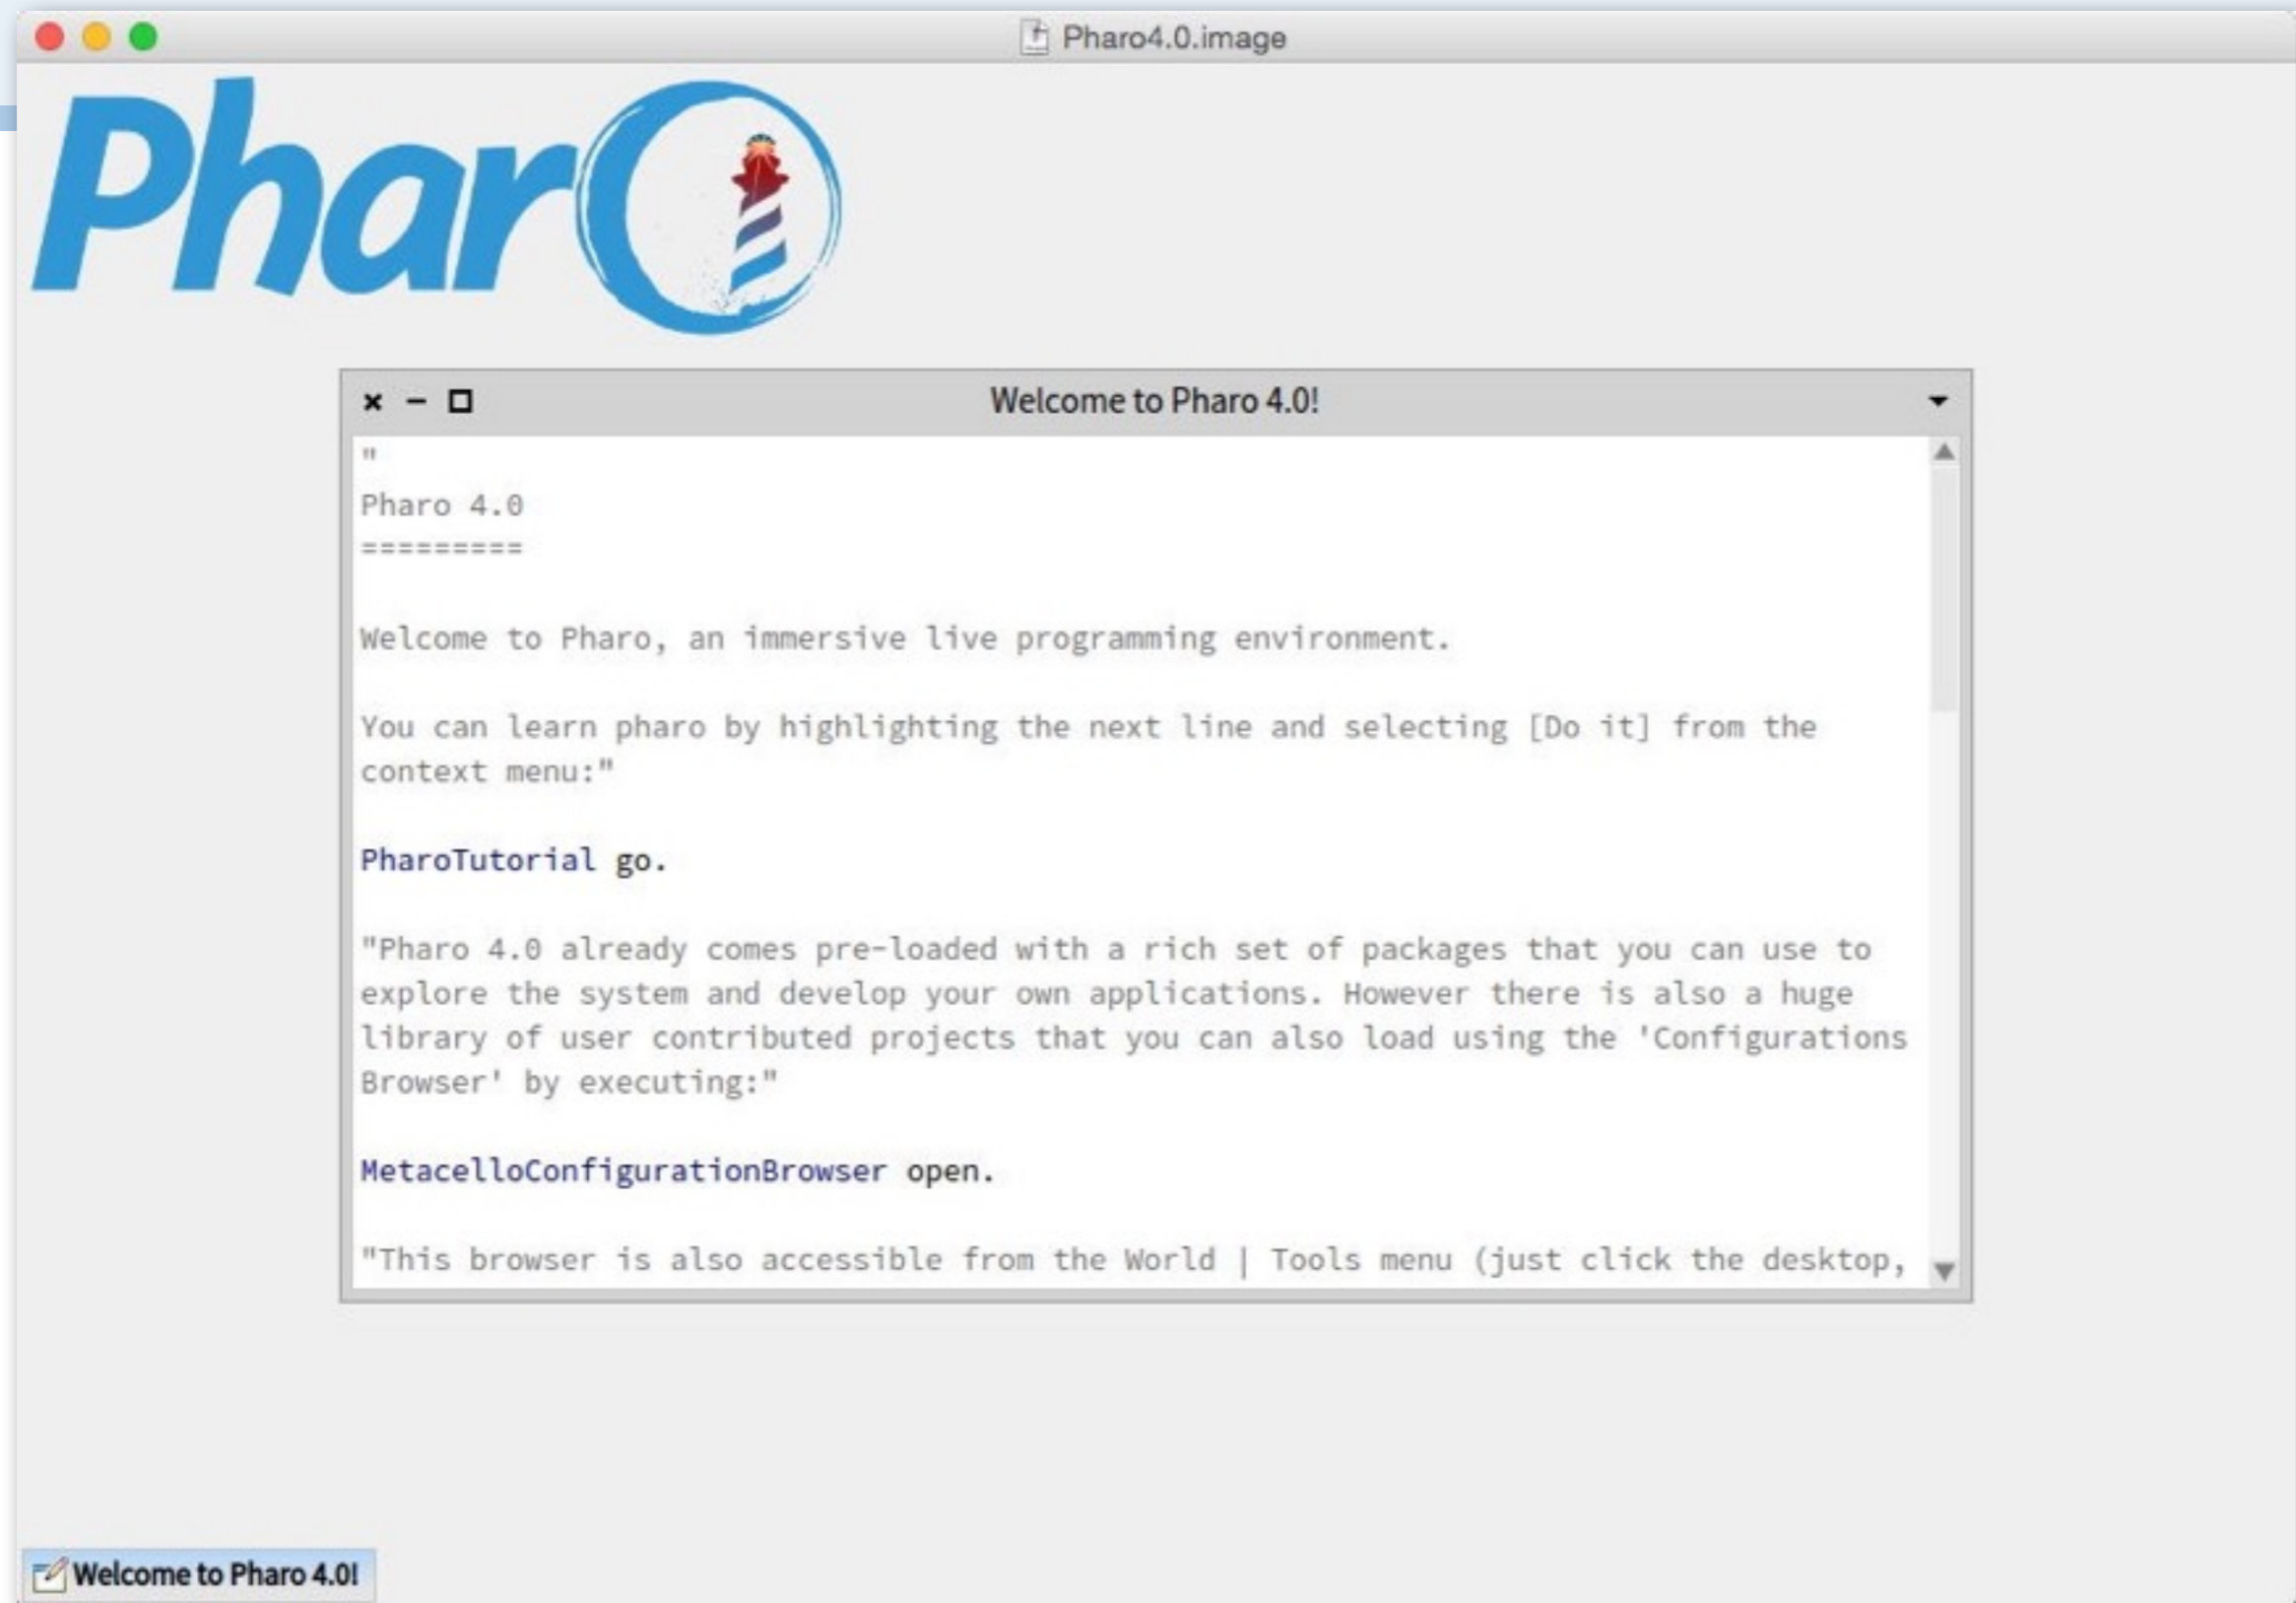 Pharo4.0.image
Pharo
Welcome to Pharo 4.0!
"
Pharo 4.0
=========
Welcome to Pharo, an immersive live programming environment.
You can learn pharo by highlighting the next line and selecting [Do it] from the
context menu:"
PharoTutorial go.
"Pharo 4.0 already comes pre-loaded with a rich set of packages that you can use to
explore the system and develop your own applications. However there is also a huge
library of user contributed projects that you can also load using the 'Configurations
Browser' by executing:"
MetacelloConfigurationBrowser open.
"This browser is also accessible from the World | Tools menu (just click the desktop,
Welcome to Pharo 4.0!